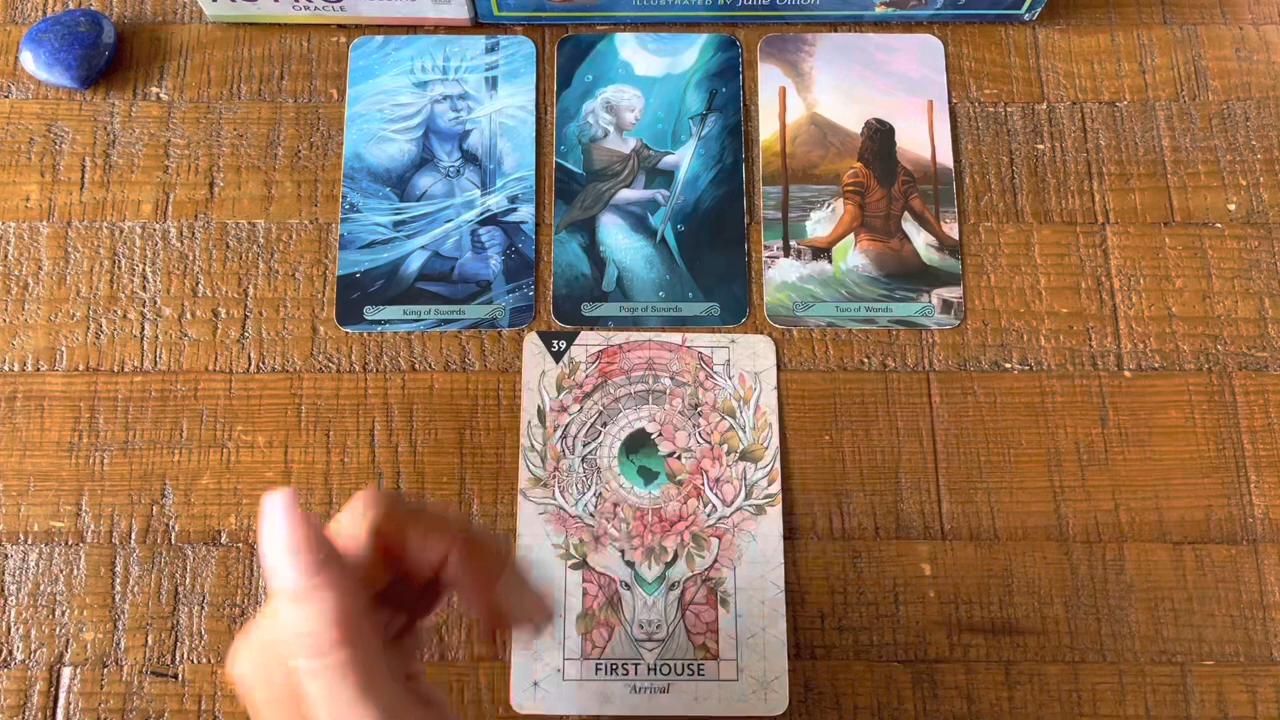 ORACLE
ILLUSTRATED BY Julie Dillon
King of Swords
Page of Swords
Two of Wands
39
FIRST HOUSE
Arrival